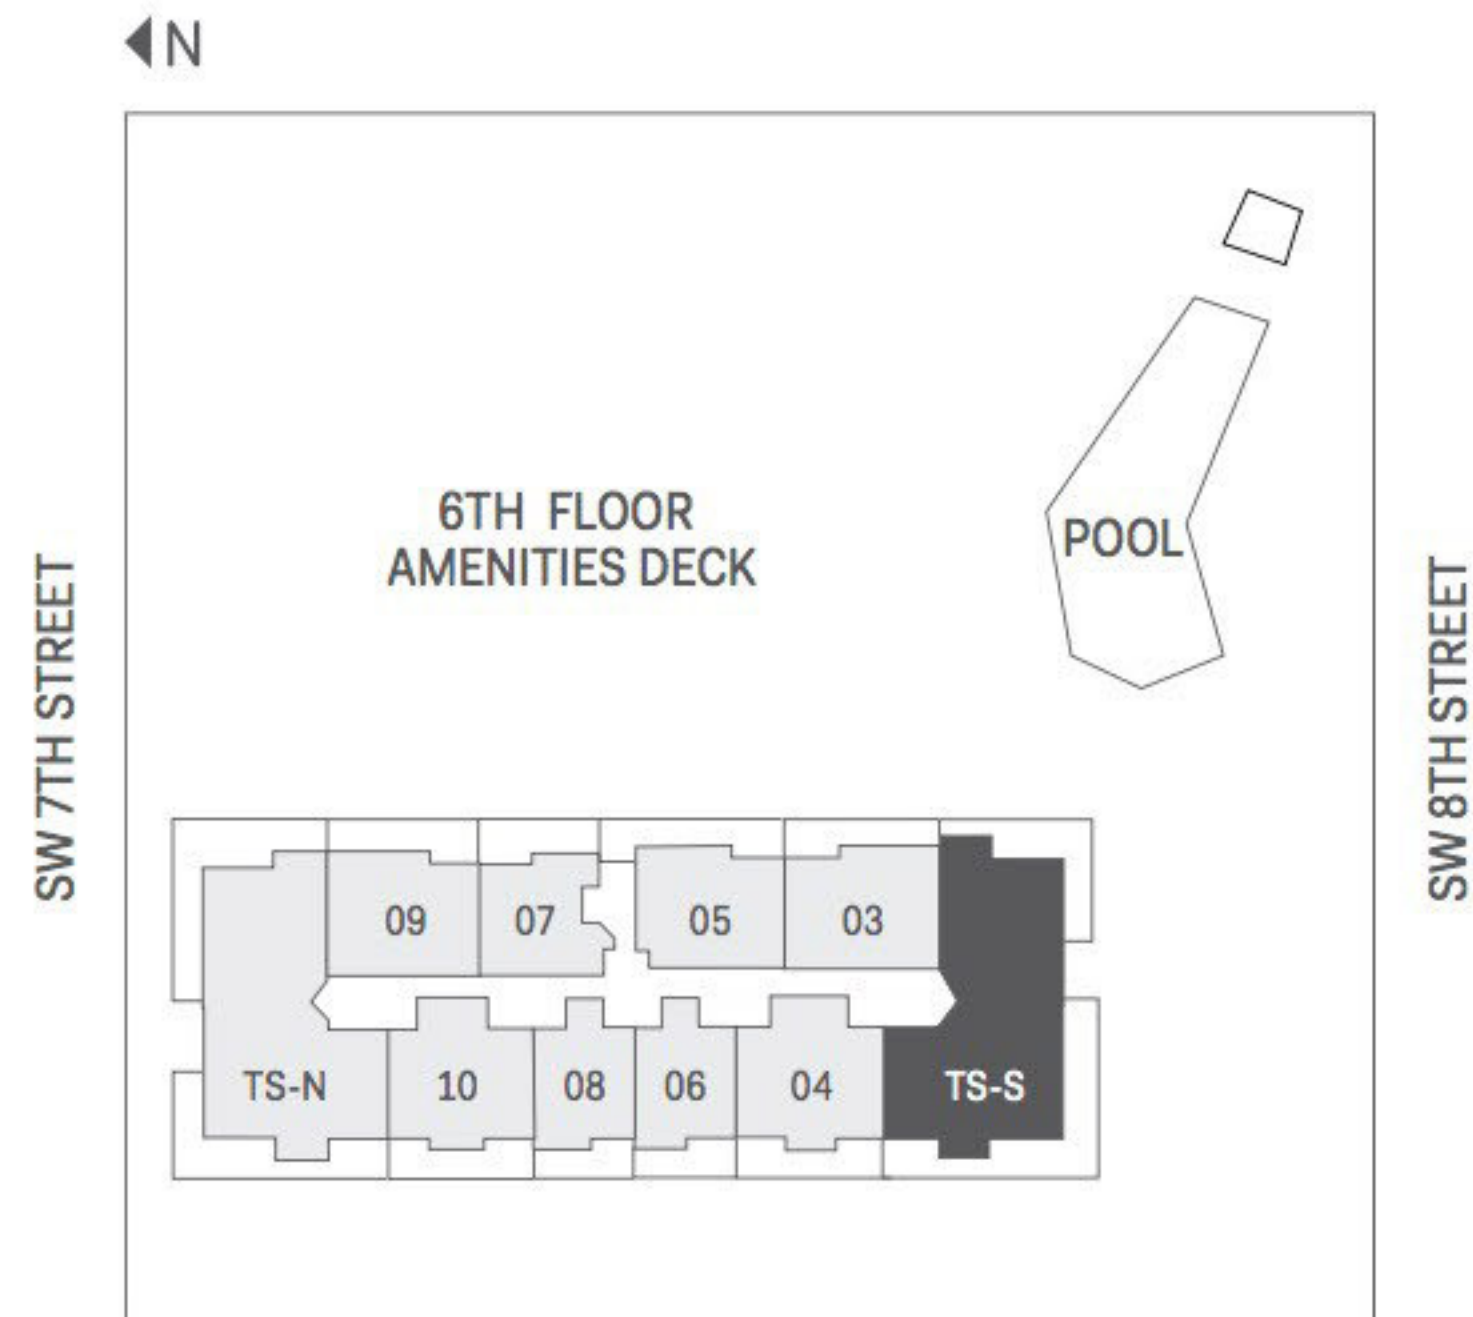 N
6TH FLOOR
AMENITIES DECK
POOL
SW 7TH STREET
SW 8TH STREET
09
07
05
03
TS-N
10
08
06
04
TS-S